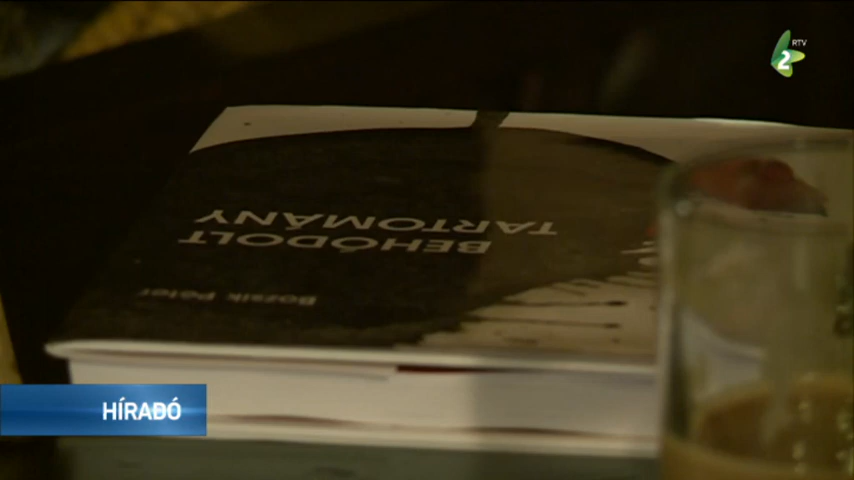 RTV
2
Bozsik Péter
BEHÓDOLT
TARTOMÁNY
HÍRADÓ